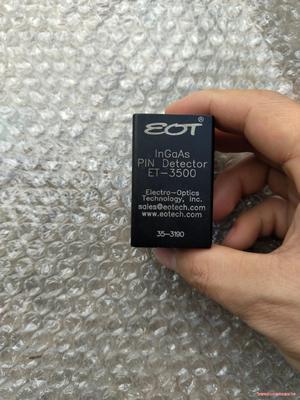 EOT®
InGaAs
PIN Detector
ET-3500
Electro-Optics
Technology, Inc.
sales@eotech.com
www.eotech.com
35-3190